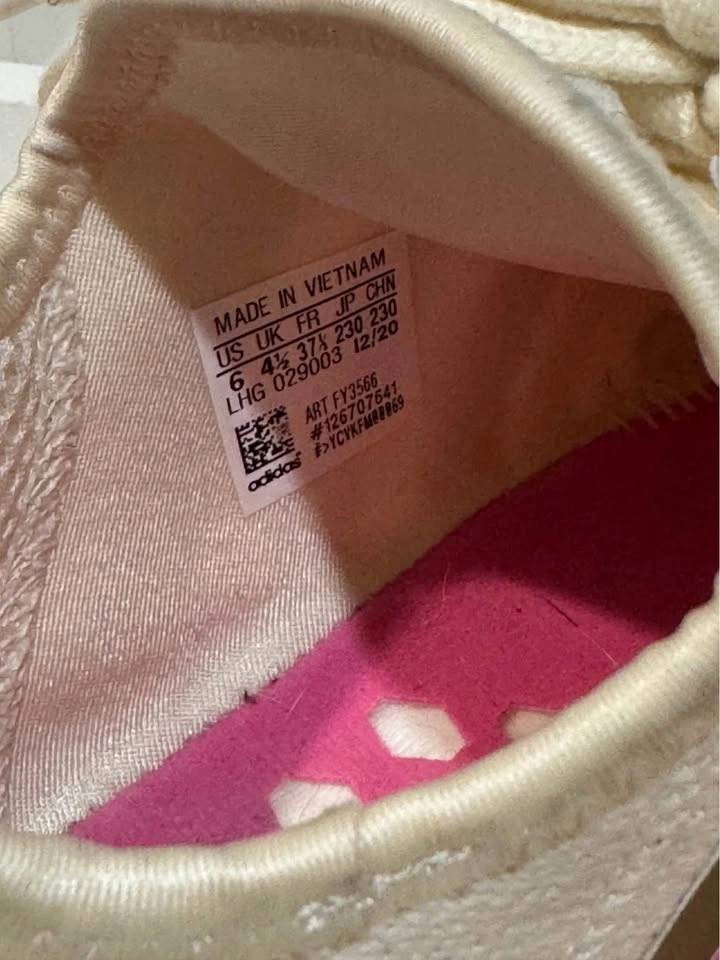 MADE IN VIETNAM
US UK FR JP CHN
6 4½ 37⅓ 230 230
LHG 029003 12/20
ART FY3566
#126707641
adidas